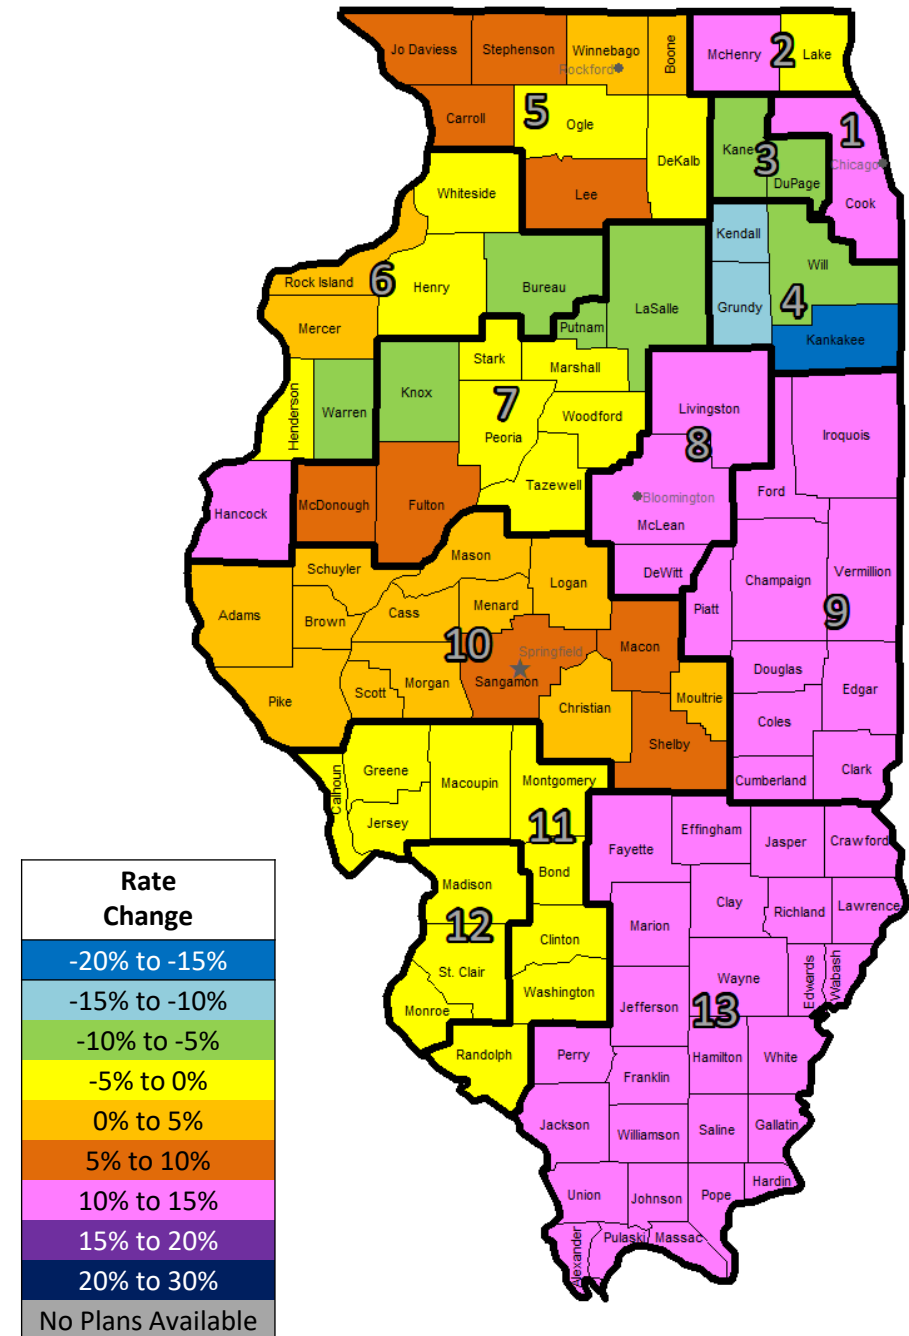 Jo Daviess
Stephenson
Winnebago
Rockford
Boone
McHenry
2
Lake
Carroll
5
Ogle
DeKalb
Kane
3
DuPage
1
Chicago
Cook
Whiteside
Lee
Kendall
Will
Rock Island
6
Henry
Bureau
LaSalle
Grundy
4
Mercer
Putnam
Kankakee
Stark
Marshall
Henderson
Warren
Knox
7
Peoria
Woodford
Livingston
8
Iroquois
Tazewell
Ford
Hancock
McDonough
Fulton
Bloomington
McLean
Mason
Schuyler
Logan
DeWitt
Champaign
Vermillion
Adams
Brown
Cass
Menard
Piatt
9
10
Springfield
Macon
Sangamon
Douglas
Pike
Scott
Morgan
Christian
Moultrie
Edgar
Coles
Shelby
Calhoun
Greene
Macoupin
Montgomery
Cumberland
Clark
Jersey
11
Fayette
Effingham
Jasper
Crawford
Bond
Madison
12
Clay
Richland
Lawrence
Marion
Clinton
St. Clair
Wayne
Edwards
Wabash
Washington
Monroe
Jefferson
13
Randolph
Perry
Hamilton
White
Franklin
Jackson
Williamson
Saline
Gallatin
Union
Johnson
Pope
Hardin
Alexander
Pulaski
Massac
Rate
Change
-20% to -15%
-15% to -10%
-10% to -5%
-5% to 0%
0% to 5%
5% to 10%
10% to 15%
15% to 20%
20% to 30%
No Plans Available